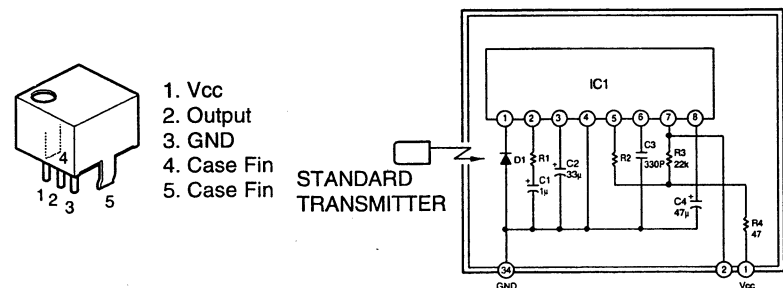 1. Vcc
2. Output
3. GND
4. Case Fin
5. Case Fin
4
1 2 3 5
STANDARD
TRANSMITTER
IC1
1 2 3 4 5 6 7 8
D1
R1
C1
1μ
C2
33μ
R2
C3
330P
R3
22k
C4
47μ
R4
47
34
2
1
GND
Vcc